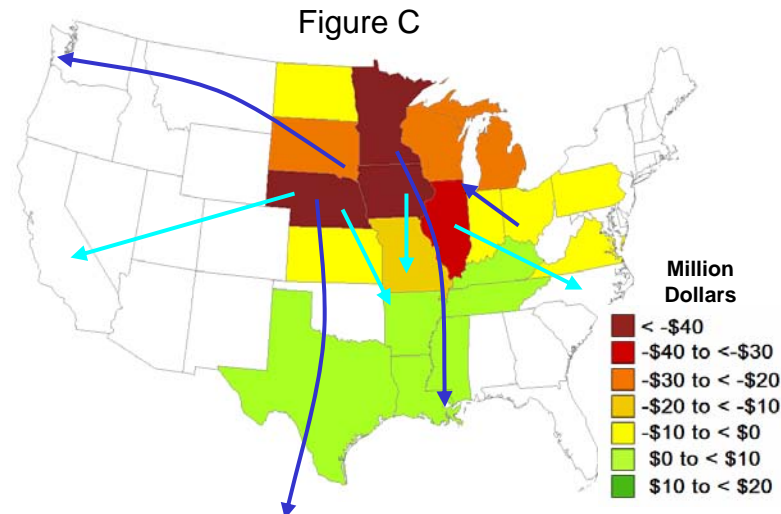 Figure C
Million
Dollars
< -$40
-$40 to <-$30
-$30 to < -$20
-$20 to < -$10
-$10 to < $0
$0 to < $10
$10 to < $20